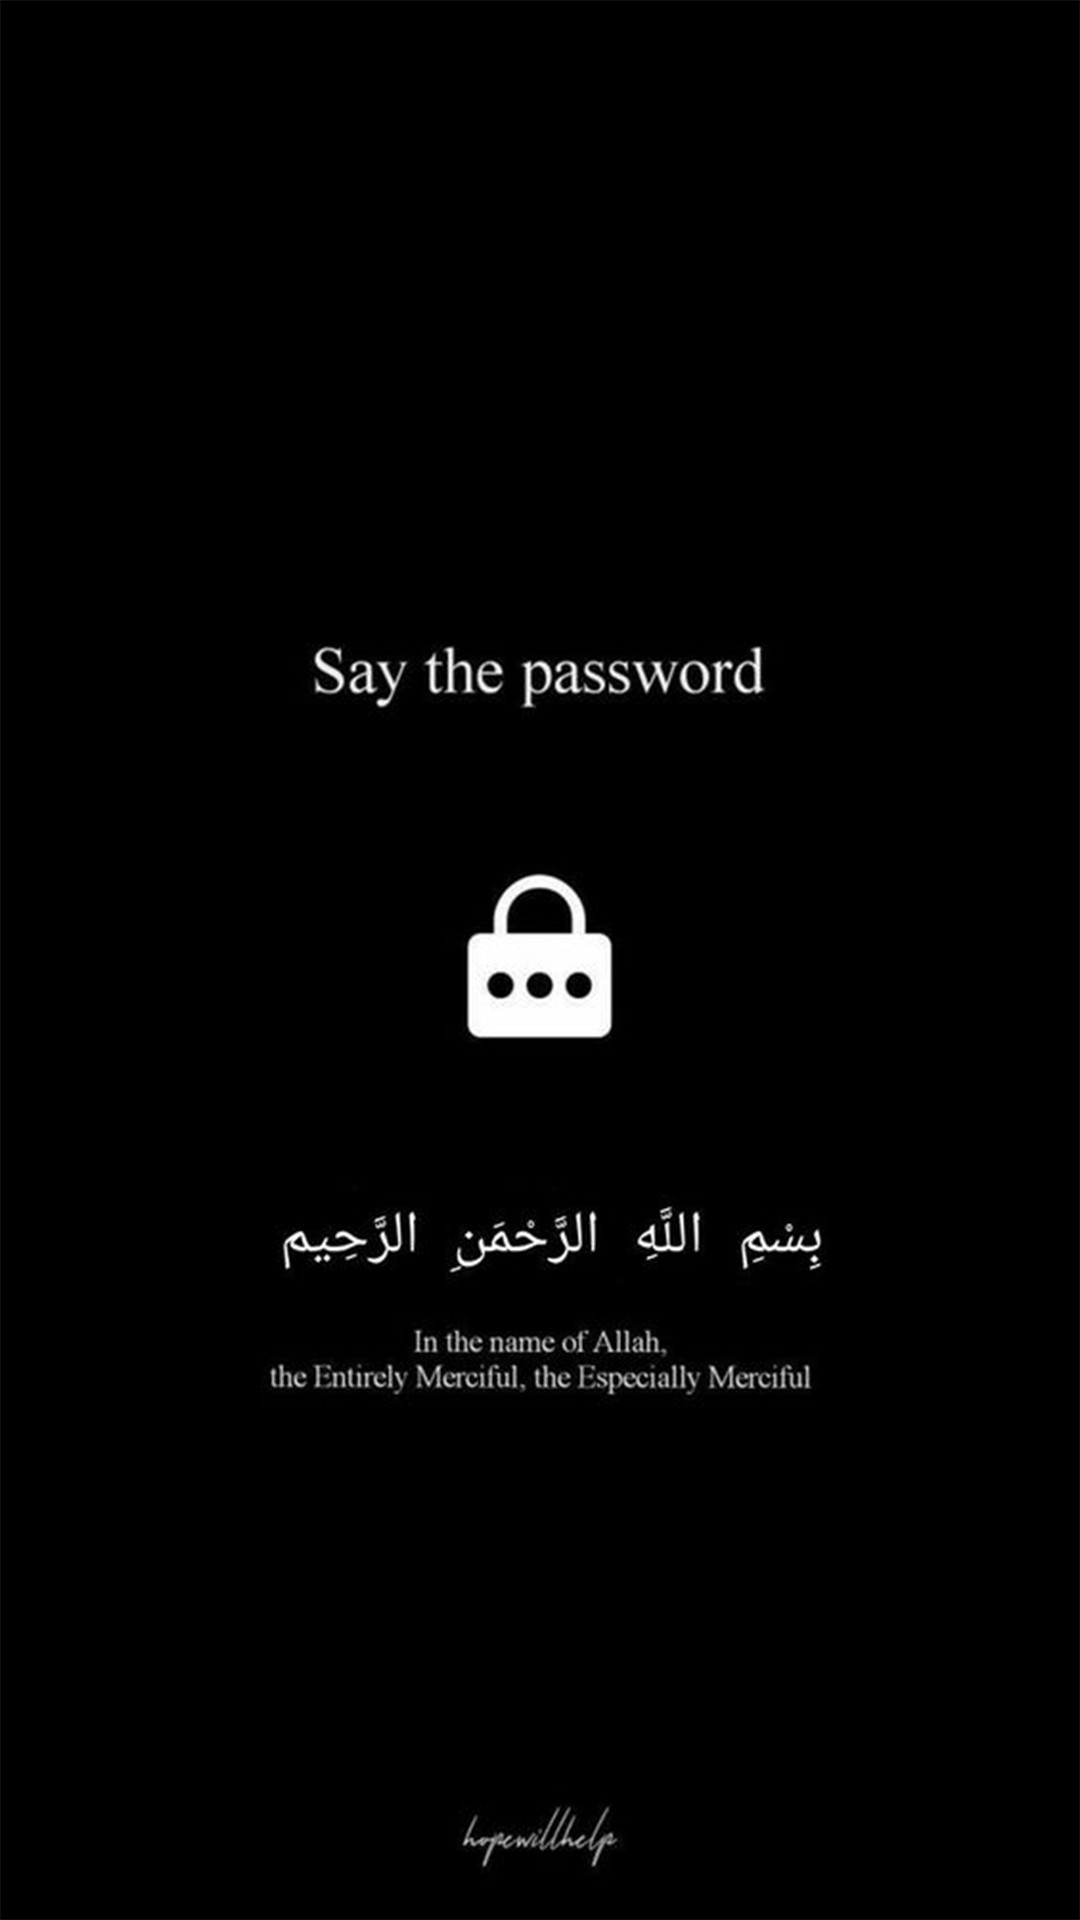 Say the password
بِسْمِ اللَّهِ الرَّحْمَنِ الرَّحِيم
In the name of Allah,
the Entirely Merciful, the Especially Merciful
hopewillhelp